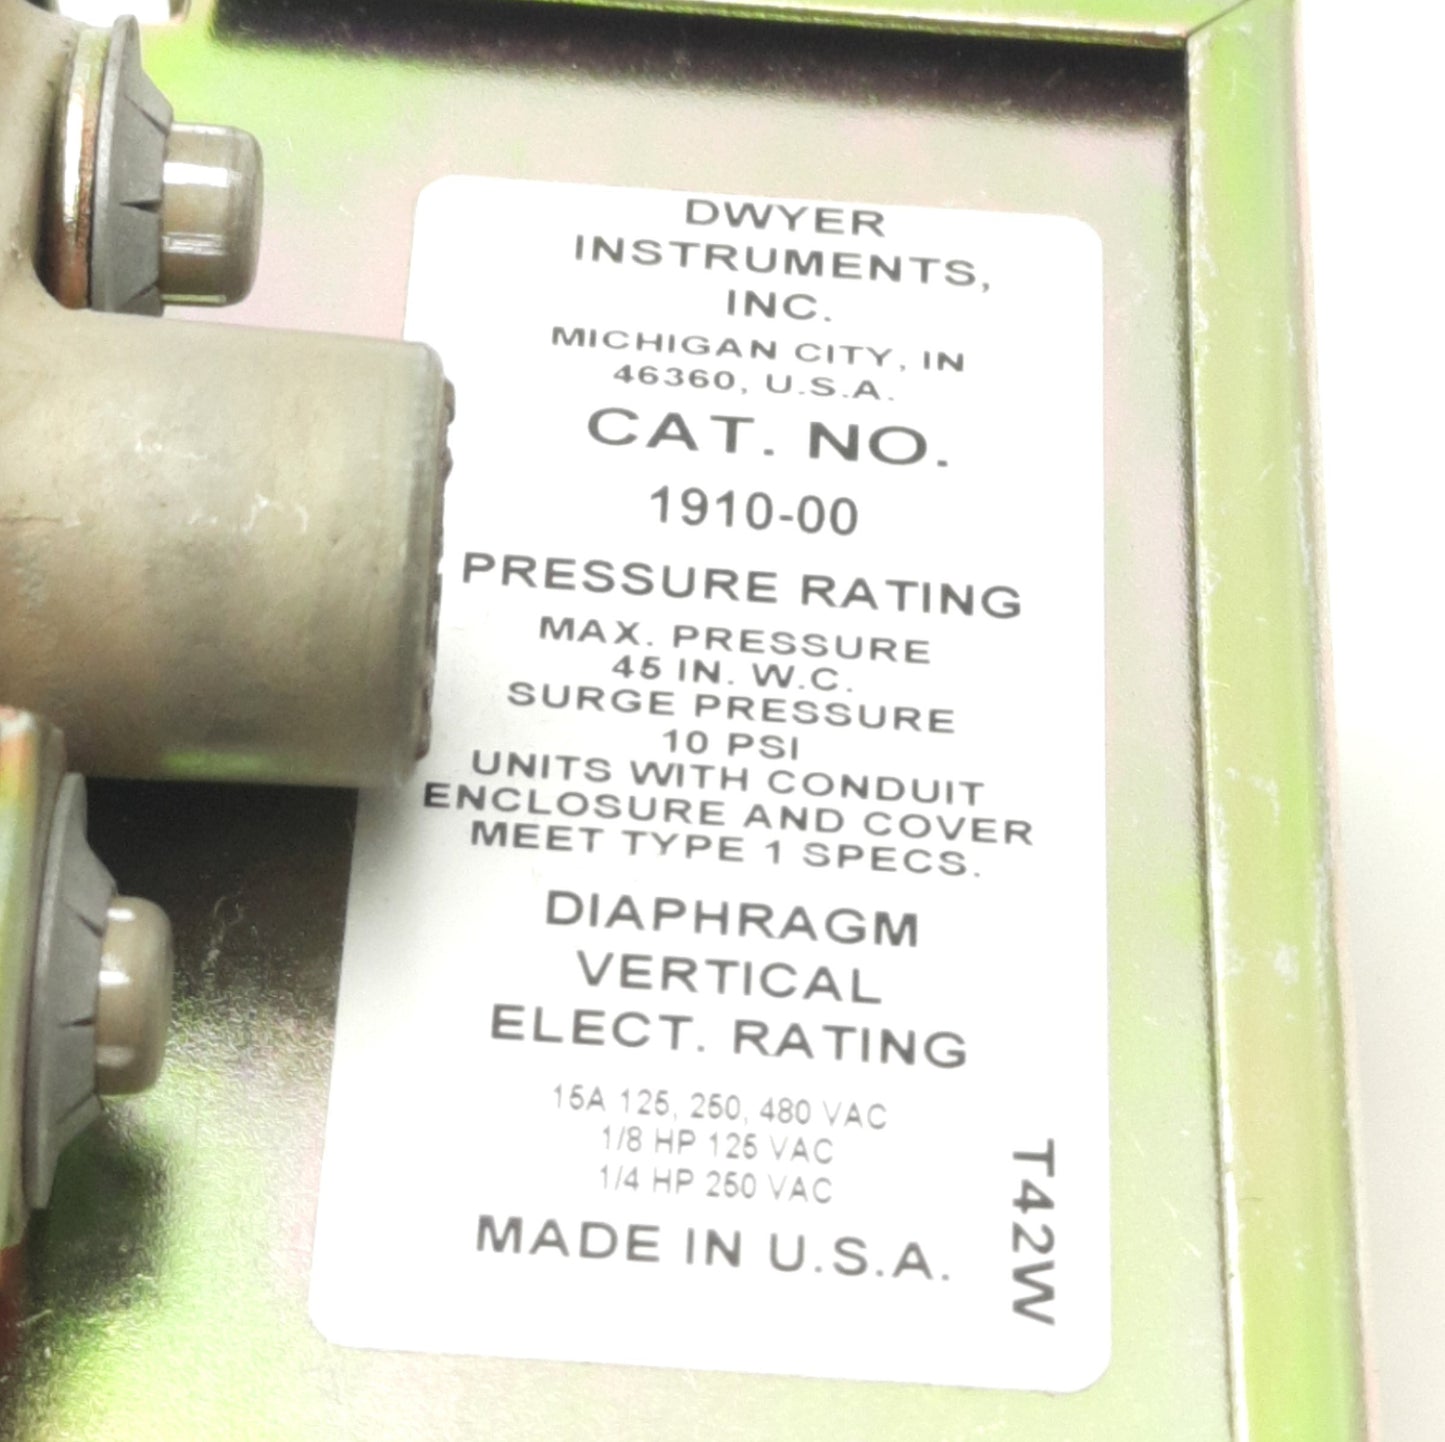 DWYER
INSTRUMENTS,
INC.
MICHIGAN CITY, IN
46360, U.S.A.
CAT. NO.
1910-00
PRESSURE RATING
MAX. PRESSURE
45 IN. W.C.
SURGE PRESSURE
10 PSI
UNITS WITH CONDUIT
ENCLOSURE AND COVER
MEET TYPE 1 SPECS.
DIAPHRAGM
VERTICAL
ELECT. RATING
15A 125, 250, 480 VAC
1/8 HP 125 VAC
1/4 HP 250 VAC
MADE IN U.S.A.
T42W